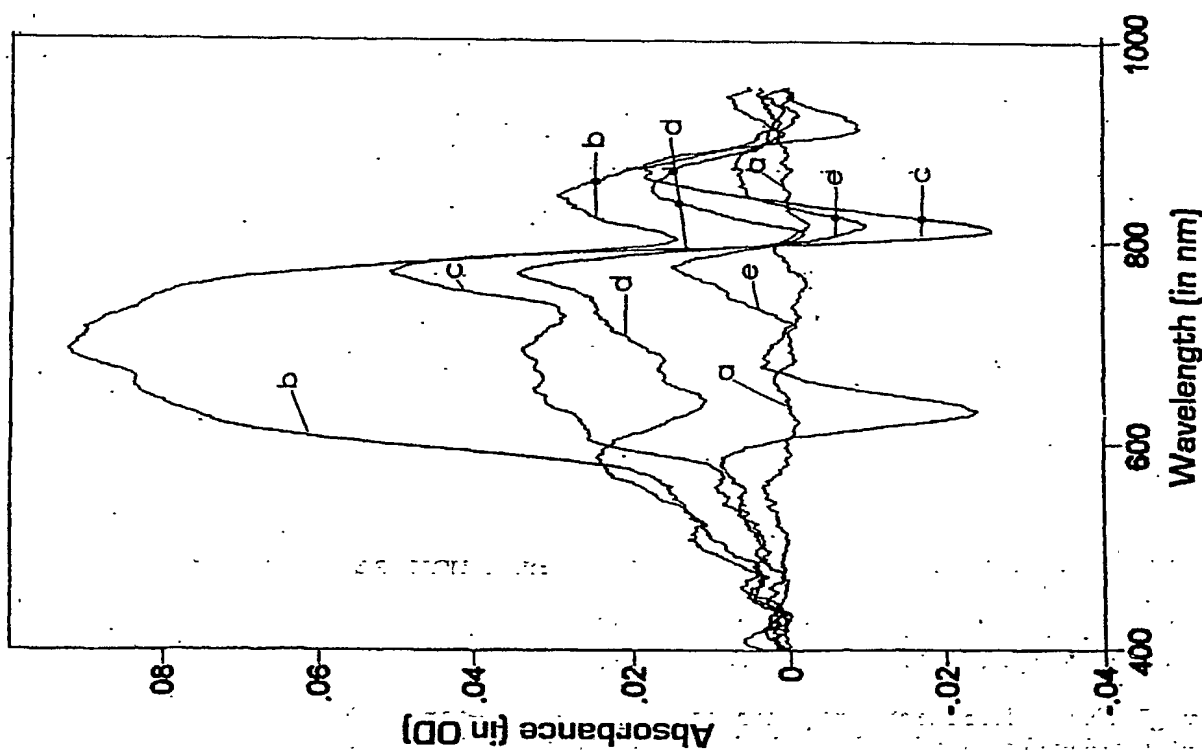 Absorbance (in OD)
.08
.06
.04
.02
0
-.02
-.04
400
600
800
1000
Wavelength (in nm)
b
c
d
a
e
b
d
a
e
c